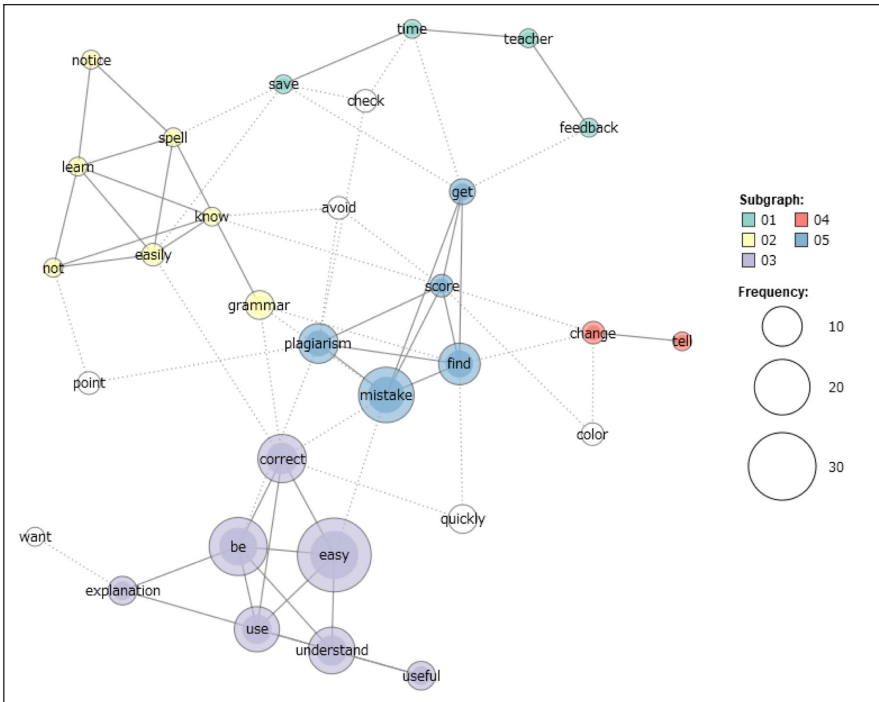 time
teacher
notice
save
check
feedback
spell
learn
get
avoid
know
easily
not
score
grammar
change
tell
plagiarism
find
point
mistake
color
correct
quickly
want
be
easy
explanation
use
understand
useful
Subgraph:
01 04
02 05
03
Frequency:
10
20
30